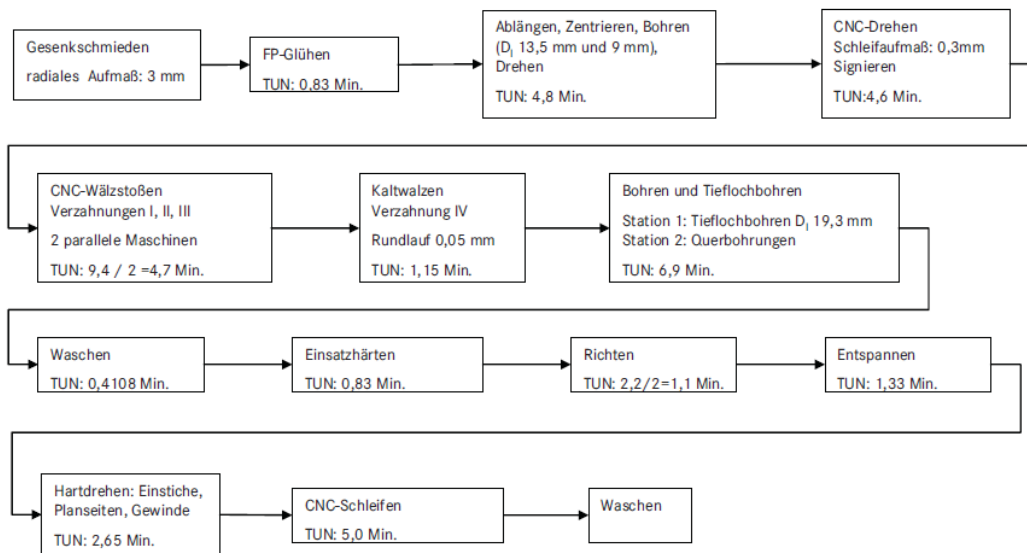 Gesenkschmieden
radiales Aufmaß: 3 mm
FP-Glühen
TUN: 0,83 Min.
Ablängen, Zentrieren, Bohren
(Dᵢ 13,5 mm und 9 mm),
Drehen
TUN: 4,8 Min.
CNC-Drehen
Schleifaufmaß: 0,3mm
Signieren
TUN:4,6 Min.
CNC-Wälzstoßen
Verzahnungen I, II, III
2 parallele Maschinen
TUN: 9,4 / 2 =4,7 Min.
Kaltwalzen
Verzahnung IV
Rundlauf 0,05 mm
TUN: 1,15 Min.
Bohren und Tieflochbohren
Station 1: Tieflochbohren Dᵢ 19,3 mm
Station 2: Querbohrungen
TUN: 6,9 Min.
Waschen
TUN: 0,4108 Min.
Einsatzhärten
TUN: 0,83 Min.
Richten
TUN: 2,2/2=1,1 Min.
Entspannen
TUN: 1,33 Min.
Hartdrehen: Einstiche,
Planseiten, Gewinde
TUN: 2,65 Min.
CNC-Schleifen
TUN: 5,0 Min.
Waschen